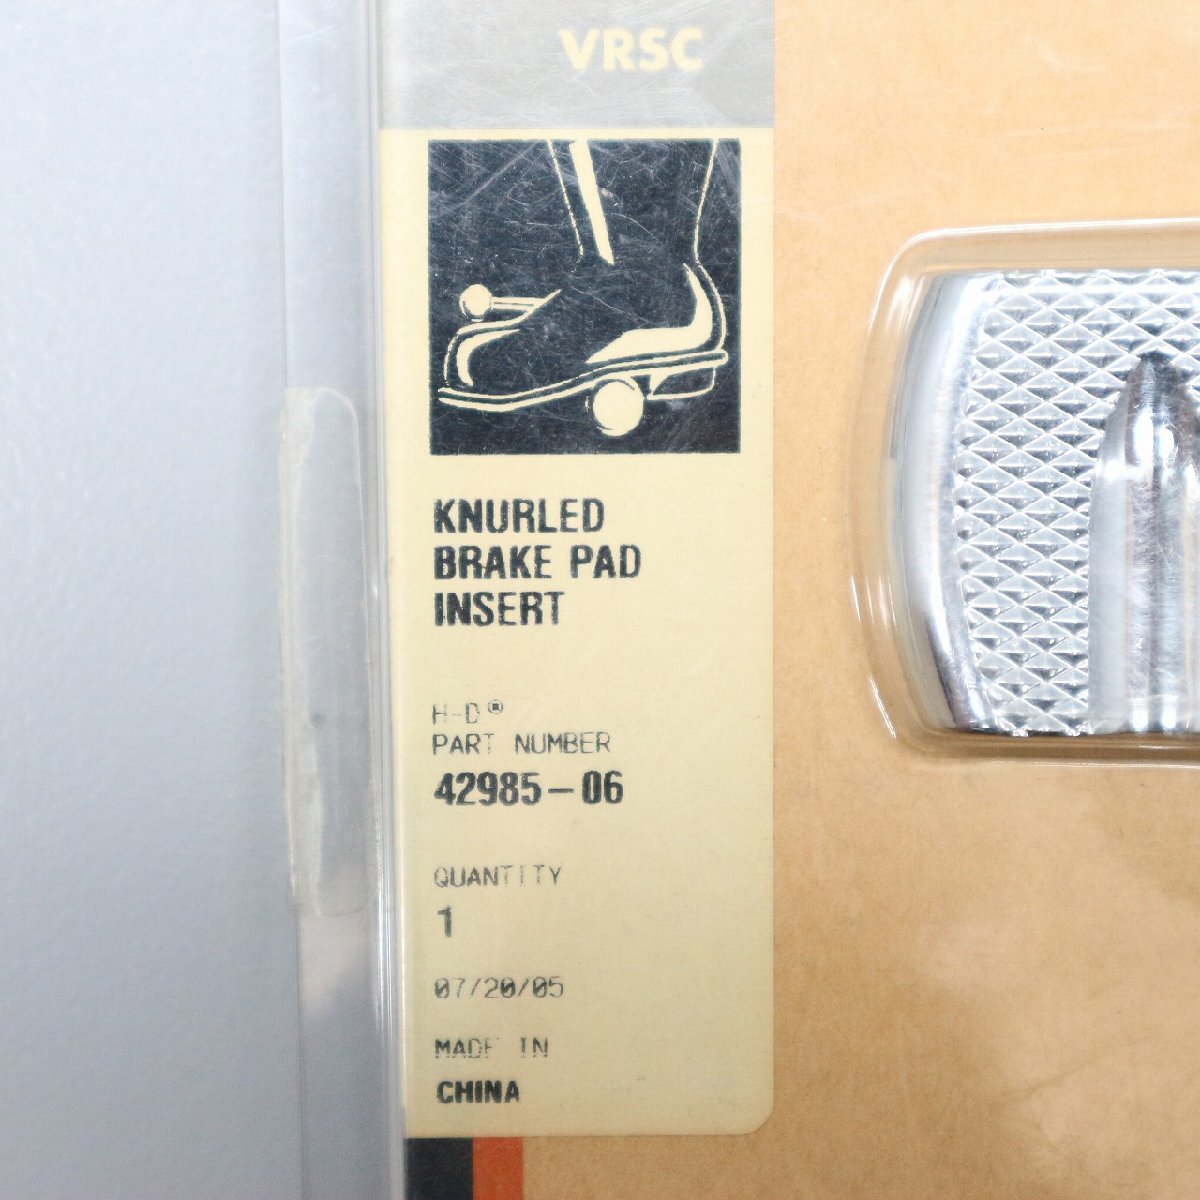 VRSC
KNURLED
BRAKE PAD
INSERT
H-D®
PART NUMBER
42985-06
QUANTITY
1
07/20/05
MADE IN
CHINA